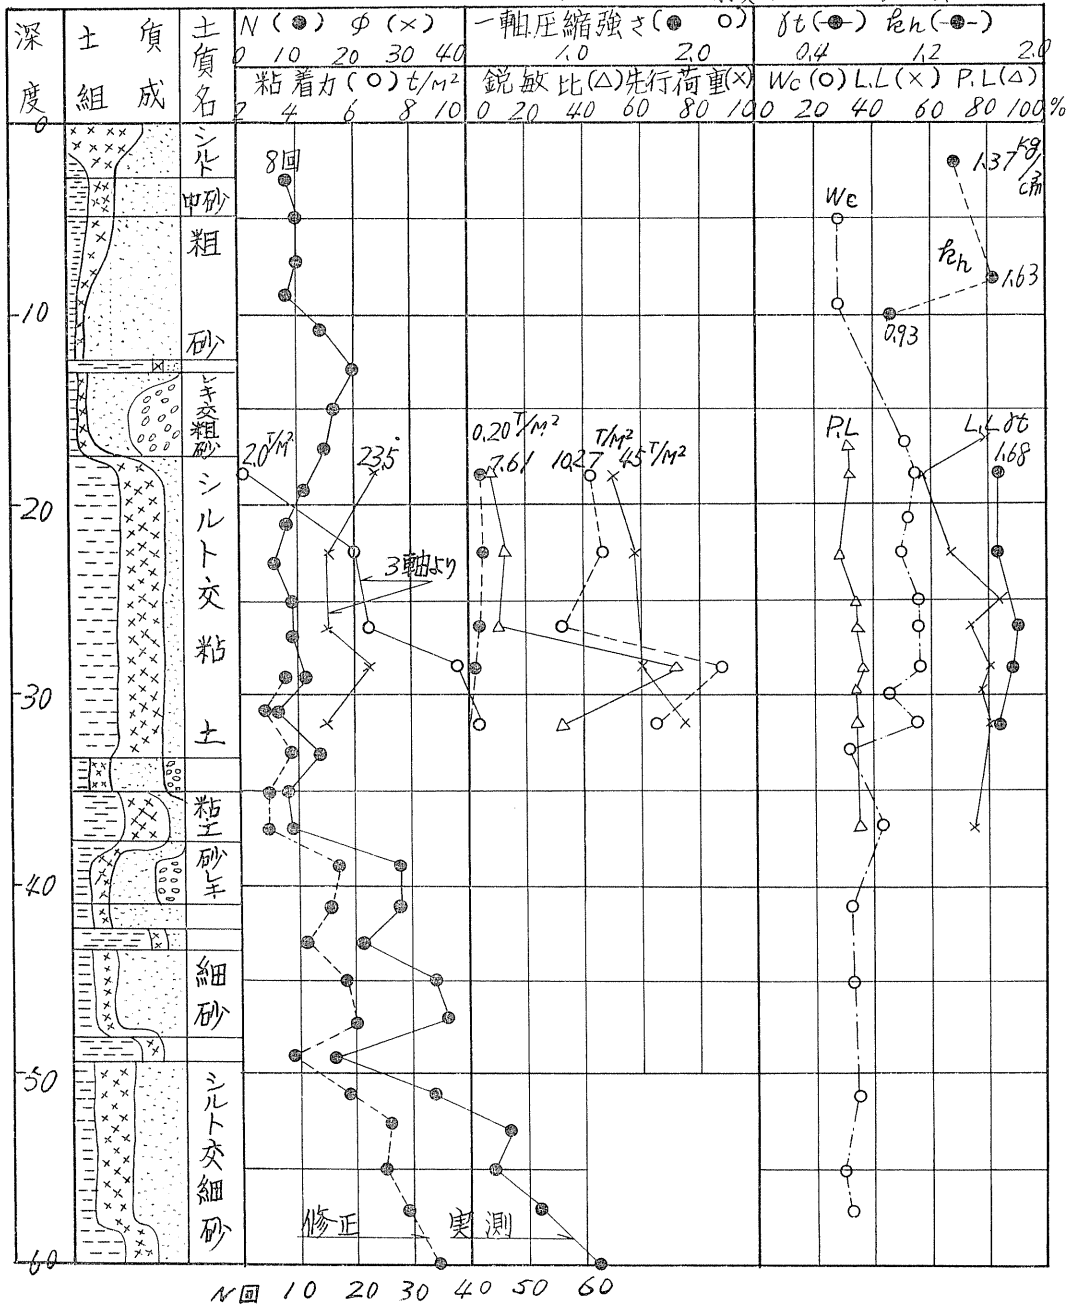 深度
土質組成
土質名
N (●) φ (×)
0 10 20 30 40
粘着力 (○) t/m²
2 4 6 8 10
一軸圧縮強さ(● ○)
1.0 2.0
鋭敏比(△)先行荷重(×)
0 20 40 60 80 100
γt(-●-) kh(-●-)
0.4 1.2 2.0
Wc(○) L.L(×) P.L(△)
0 20 40 60 80 100%
0
-10
-20
-30
-40
-50
-60
シルト
中砂
粗砂
レキ交粗砂
シルト交粘土
粘土
砂レキ
細砂
シルト交細砂
8回
2.0 T/m²
23.5°
3軸より
0.20 T/m²
7.61
T/m²
10.27
45 T/m²
Wc
1.37 kg/cm³
kh
1.63
0.93
P.L
L.L γt
1.68
修正
実測
N回 10 20 30 40 50 60